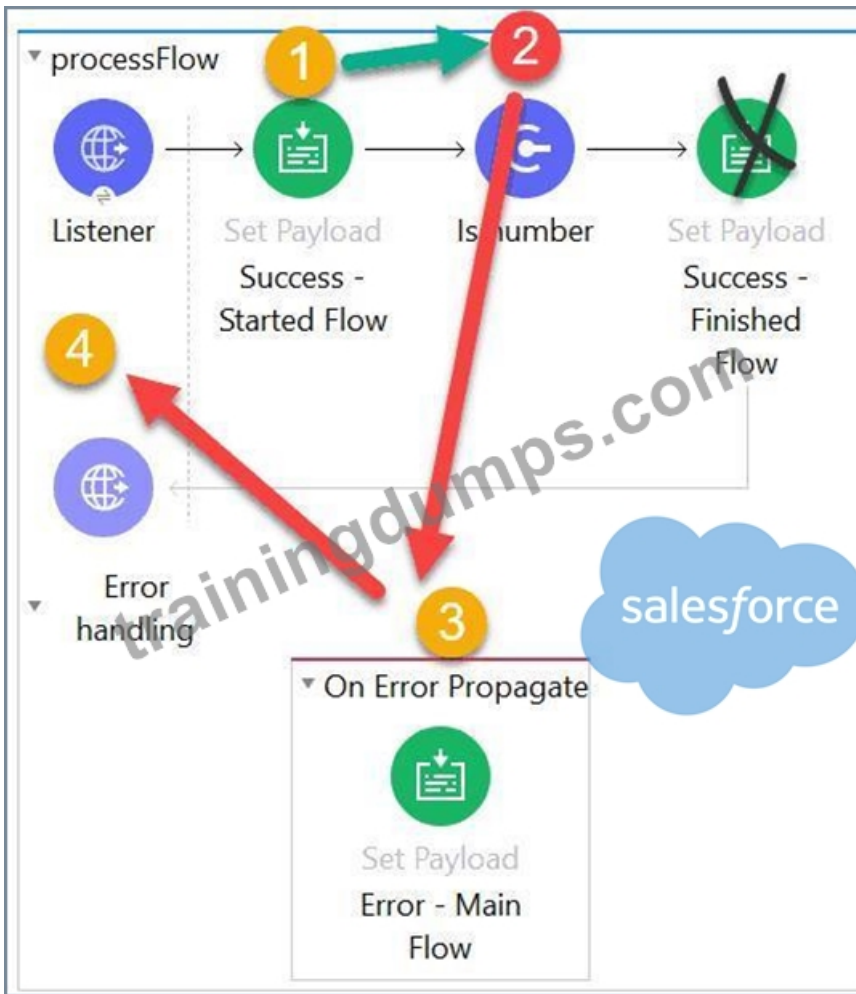 processFlow
1
2
Listener
Set Payload
Success -
Started Flow
Is number
Set Payload
Success -
Finished
Flow
4
Error
handling
3
On Error Propagate
Set Payload
Error - Main
Flow
salesforce
trainingdumps.com